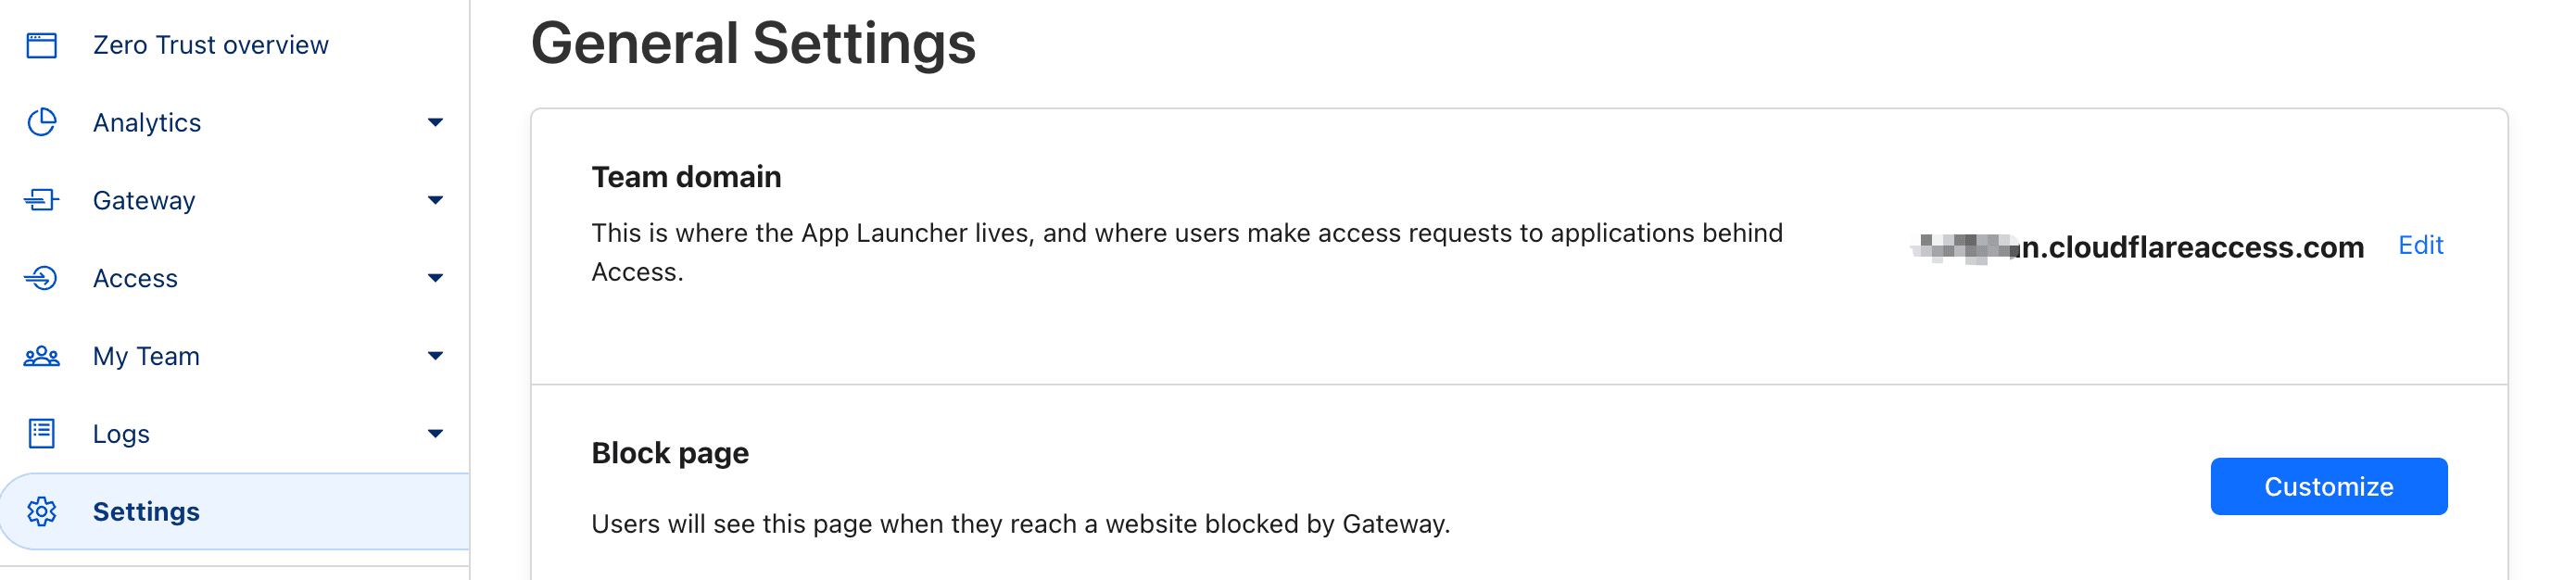 Zero Trust overview
Analytics
Gateway
Access
My Team
Logs
Settings
General Settings
Team domain
This is where the App Launcher lives, and where users make access requests to applications behind
Access.
n.cloudflareaccess.com
Edit
Block page
Users will see this page when they reach a website blocked by Gateway.
Customize